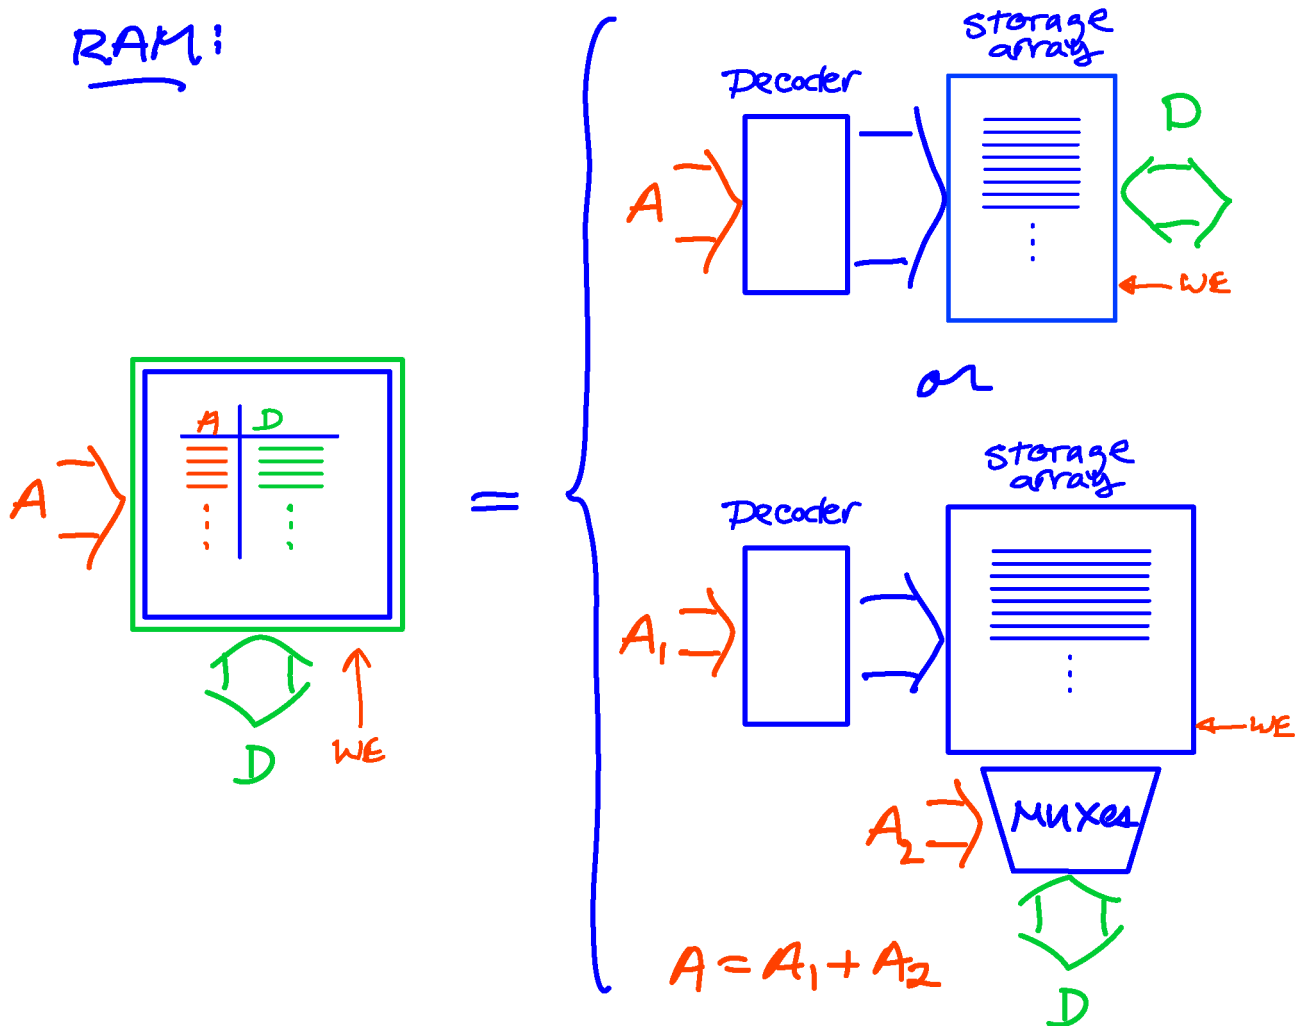 RAM:
A
A D
D
WE
=
Decoder
storage
array
A
D
WE
or
Decoder
storage
array
A₁
WE
A₂
Muxes
D
A = A₁ + A₂